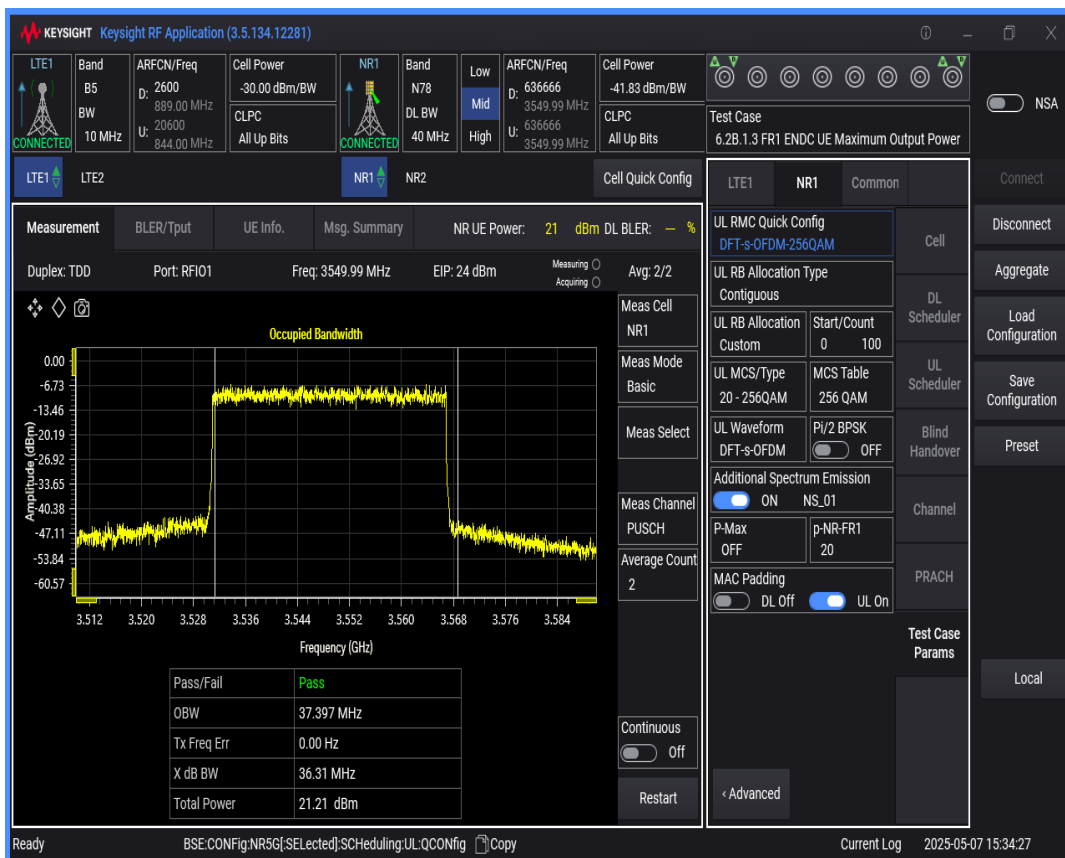 KEYSIGHT Keysight RF Application (3.5.134.12281)
LTE1
CONNECTED
Band
B5
BW
10 MHz
ARFCN/Freq
D: 2600
889.00 MHz
U: 20600
844.00 MHz
Cell Power
-30.00 dBm/BW
CLPC
All Up Bits
NR1
CONNECTED
Band
N78
DL BW
40 MHz
Low
Mid
High
ARFCN/Freq
D: 636666
3549.99 MHz
U: 636666
3549.99 MHz
Cell Power
-41.83 dBm/BW
CLPC
All Up Bits
Test Case
6.2B.1.3 FR1 ENDC UE Maximum Output Power
NSA
LTE1 LTE2 NR1 NR2 Cell Quick Config
Measurement BLER/Tput UE Info. Msg. Summary NR UE Power: 21 dBm DL BLER: — %
Duplex: TDD Port: RFIO1 Freq: 3549.99 MHz EIP: 24 dBm Measuring Acquiring Avg: 2/2
Occupied Bandwidth
Amplitude (dBm)
0.00
-6.73
-13.46
-20.19
-26.92
-33.65
-40.38
-47.11
-53.84
-60.57
3.512 3.520 3.528 3.536 3.544 3.552 3.560 3.568 3.576 3.584
Frequency (GHz)
Pass/Fail Pass
OBW 37.397 MHz
Tx Freq Err 0.00 Hz
X dB BW 36.31 MHz
Total Power 21.21 dBm
Meas Cell
NR1
Meas Mode
Basic
Meas Select
Meas Channel
PUSCH
Average Count
2
Continuous
Off
Restart
LTE1 NR1 Common
UL RMC Quick Config
DFT-s-OFDM-256QAM
UL RB Allocation Type
Contiguous
UL RB Allocation
Custom
Start/Count
0 100
UL MCS/Type
20 - 256QAM
MCS Table
256 QAM
UL Waveform
DFT-s-OFDM
Pi/2 BPSK
OFF
Additional Spectrum Emission
ON NS_01
P-Max
OFF
p-NR-FR1
20
MAC Padding
DL Off UL On
‹ Advanced
Cell
DL
Scheduler
UL
Scheduler
Blind
Handover
Channel
PRACH
Test Case
Params
Connect
Disconnect
Aggregate
Load
Configuration
Save
Configuration
Preset
Local
Ready BSE:CONFig:NR5G[:SELected]:SCHeduling:UL:QCONfig Copy Current Log 2025-05-07 15:34:27